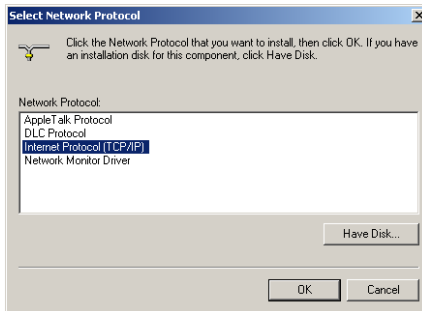 Select Network Protocol
Click the Network Protocol that you want to install, then click OK. If you have
an installation disk for this component, click Have Disk.
Network Protocol:
AppleTalk Protocol
DLC Protocol
Internet Protocol (TCP/IP)
Network Monitor Driver
Have Disk...
OK
Cancel